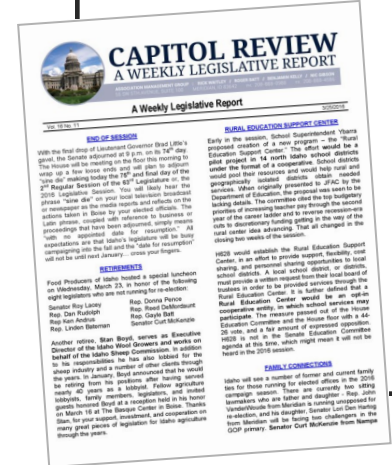 CAPITOL REVIEW
A WEEKLY LEGISLATIVE REPORT
ASSOCIATION MANAGEMENT GROUP
A Weekly Legislative Report
Vol. 18 No. 11
3/25/2016
END OF SESSION
With the final drop of Lieutenant Governor Brad Little's
gavel, the Senate adjourned at 9 p.m. on its 74th day.
The House will be meeting on the floor this morning to
wrap up a few loose ends and will plan to adjourn
"sine die" making today the 75th and final day of the
2nd Regular Session of the 63rd Legislature or, the
2016 Legislative Session. You will likely hear the
phrase "sine die" on your local television broadcast
or newspaper as the media reports and reflects on the
actions taken in Boise by your elected officials. The
Latin phrase, coupled with reference to business or
proceedings that have been adjourned, simply means
"with no appointed date for resumption." All
expectations are that Idaho's legislators will be busy
campaigning into the fall and the "date for resumption"
will not be until next January… cross your fingers.
RETIREMENTS
Food Producers of Idaho hosted a special luncheon
on Wednesday, March 23, in honor of the following
eight legislators who are not running for re-election:
Senator Roy Lacey
Rep. Dan Rudolph
Rep Ken Andrus
Rep. Linden Bateman
Rep. Donna Pence
Rep. Reed DeMordaunt
Rep. Gayle Batt
Senator Curt McKenzie
Another retiree, Stan Boyd, serves as Executive
Director of the Idaho Wool Growers and works on
behalf of the Idaho Sheep Commission. In addition
to his responsibilities he has also lobbied for the
sheep industry and a number of other clients through
the years. In January, Boyd announced that he would
be retiring from his positions after having served
nearly 40 years as a lobbyist. Fellow agriculture
lobbyists, family members, legislators, and invited
guests honored Boyd at a reception held in his honor
on March 16 at The Basque Center in Boise. Thanks
Stan, for your support, investment, and cooperation on
many great pieces of legislation for Idaho agriculture
through the years.
RURAL EDUCATION SUPPORT CENTER
Early in the session, School Superintendent Ybarra
proposed creation of a new program – the "Rural
Education Support Center." The effort would be a
pilot project in 14 north Idaho school districts
under the format of a cooperative. School districts
would pool their resources and would help rural and
geographically isolated districts obtain needed
services. When originally presented to JFAC by the
Department of Education, the proposal was seen to be
lacking details. The committee cited the top budgetary
priorities of increasing teacher pay through the second
year of the career ladder and to reverse recession-era
cuts to discretionary funding getting in the way of the
rural center idea advancing. That all changed in the
closing two weeks of the session.
H628 would establish the Rural Education Support
Center, in an effort to provide support, flexibility, cost
sharing, and personal sharing opportunities to local
school districts. A local school district, or districts,
must provide a written request from their local board of
trustees in order to be provided services through the
Rural Education Center. It is further defined that a
Rural Education Center would be an opt-in
cooperative entity, in which school services may
participate. The measure passed out of the House
Education Committee and the House floor with a 44-
26 vote, and a fair amount of expressed opposition.
H628 is not in the Senate Education Committee
agenda at this time, which might mean it will not be
heard in the 2016 session.
FAMILY CONNECTIONS
Idaho will see a number of former and current family
ties for those running for elected offices in the 2016
campaign season. There are currently two sitting
lawmakers who are father and daughter - Rep. John
VanderWoude from Meridian is running unopposed for
re-election, and his daughter, Senator Lori Den Hartog
from Meridian will be facing two challengers in the
GOP primary. Senator Curt McKenzie from Nampa